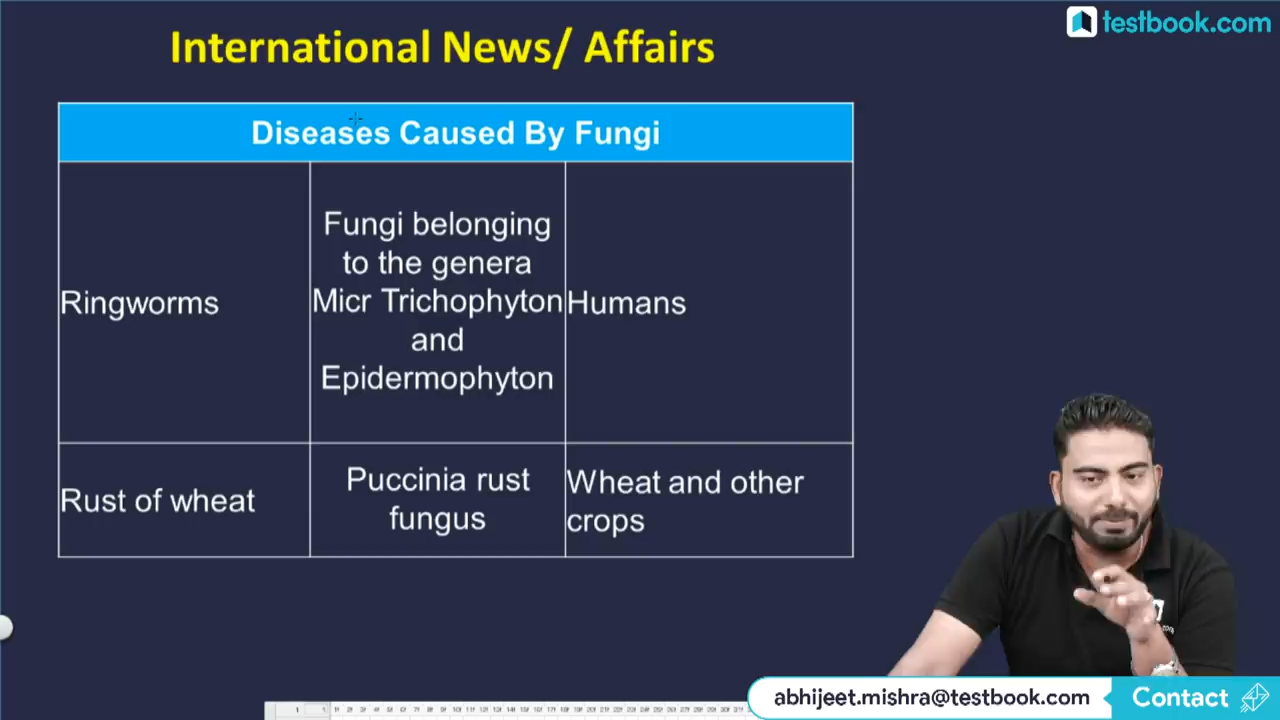 testbook.com
International News/ Affairs
Diseases Caused By Fungi
Ringworms
Fungi belonging
to the genera
Micr Trichophyton
and
Epidermophyton
Humans
Rust of wheat
Puccinia rust
fungus
Wheat and other
crops
abhijeet.mishra@testbook.com
Contact